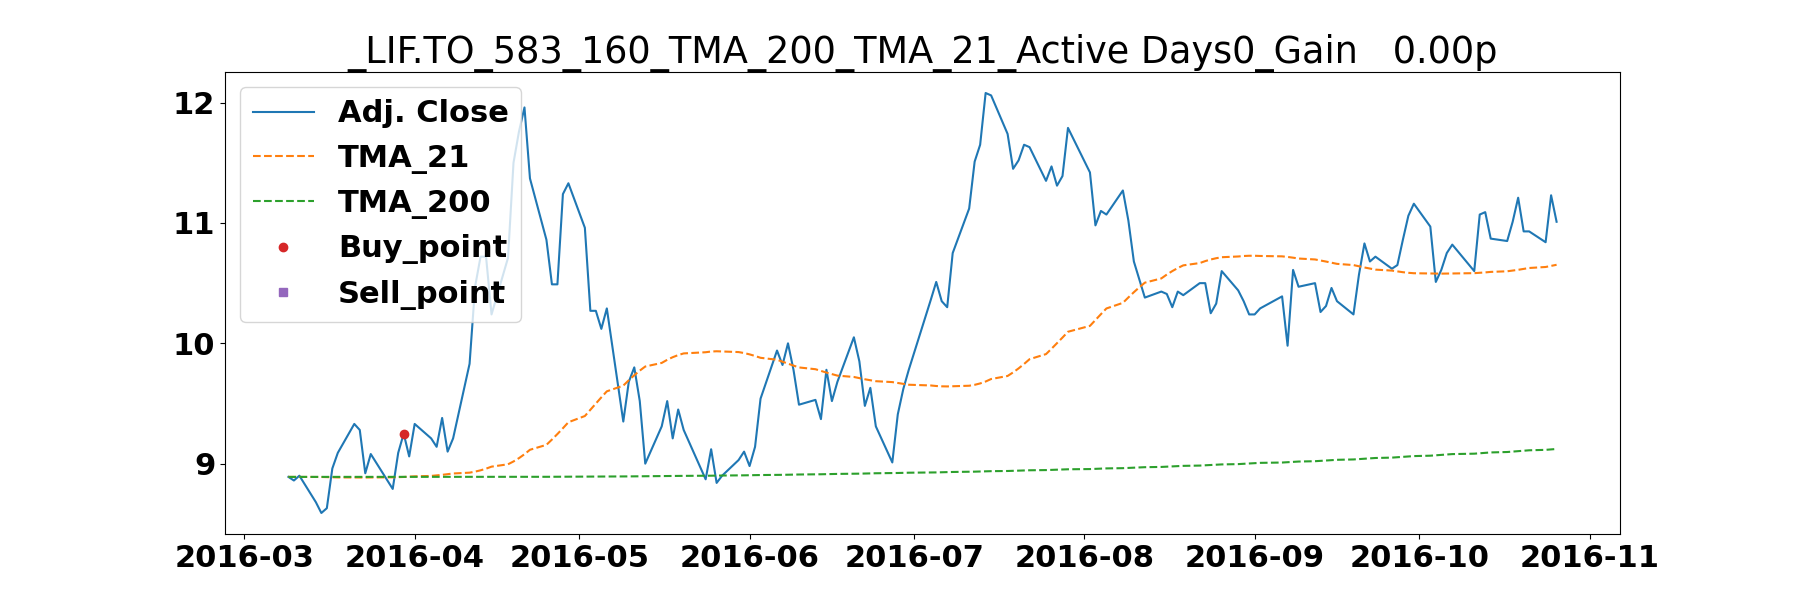 _LIF.TO_583_160_TMA_200_TMA_21_Active Days0_Gain   0.00p
12
11
10
9
Adj. Close
TMA_21
TMA_200
Buy_point
Sell_point
2016-03 2016-04 2016-05 2016-06 2016-07 2016-08 2016-09 2016-10 2016-11